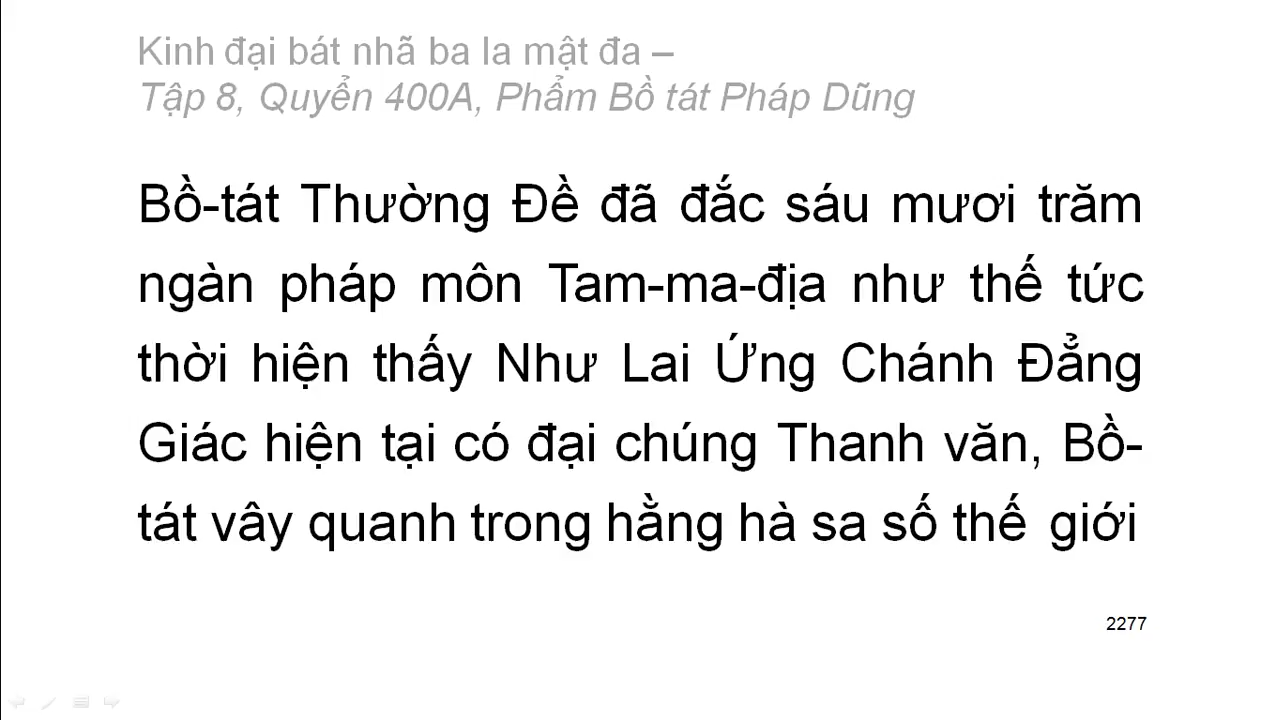 Kinh đại bát nhã ba la mật đa –
Tập 8, Quyển 400A, Phẩm Bồ tát Pháp Dũng
Bồ-tát Thường Đề đã đắc sáu mươi trăm
ngàn pháp môn Tam-ma-địa như thế tức
thời hiện thấy Như Lai Ứng Chánh Đẳng
Giác hiện tại có đại chúng Thanh văn, Bồ-
tát vây quanh trong hằng hà sa số thế giới
2277